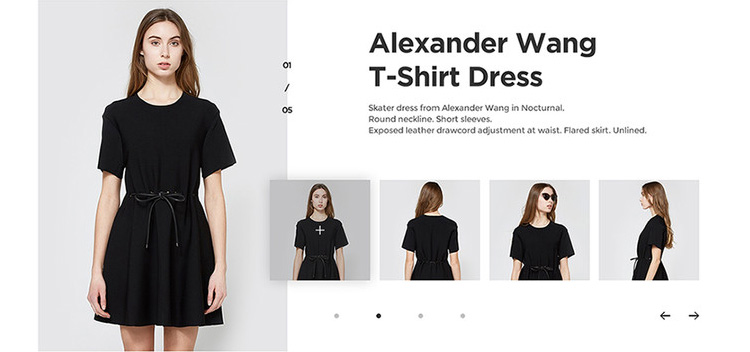 01
/
05
Alexander Wang
T-Shirt Dress
Skater dress from Alexander Wang in Nocturnal.
Round neckline. Short sleeves.
Exposed leather drawcord adjustment at waist. Flared skirt. Unlined.